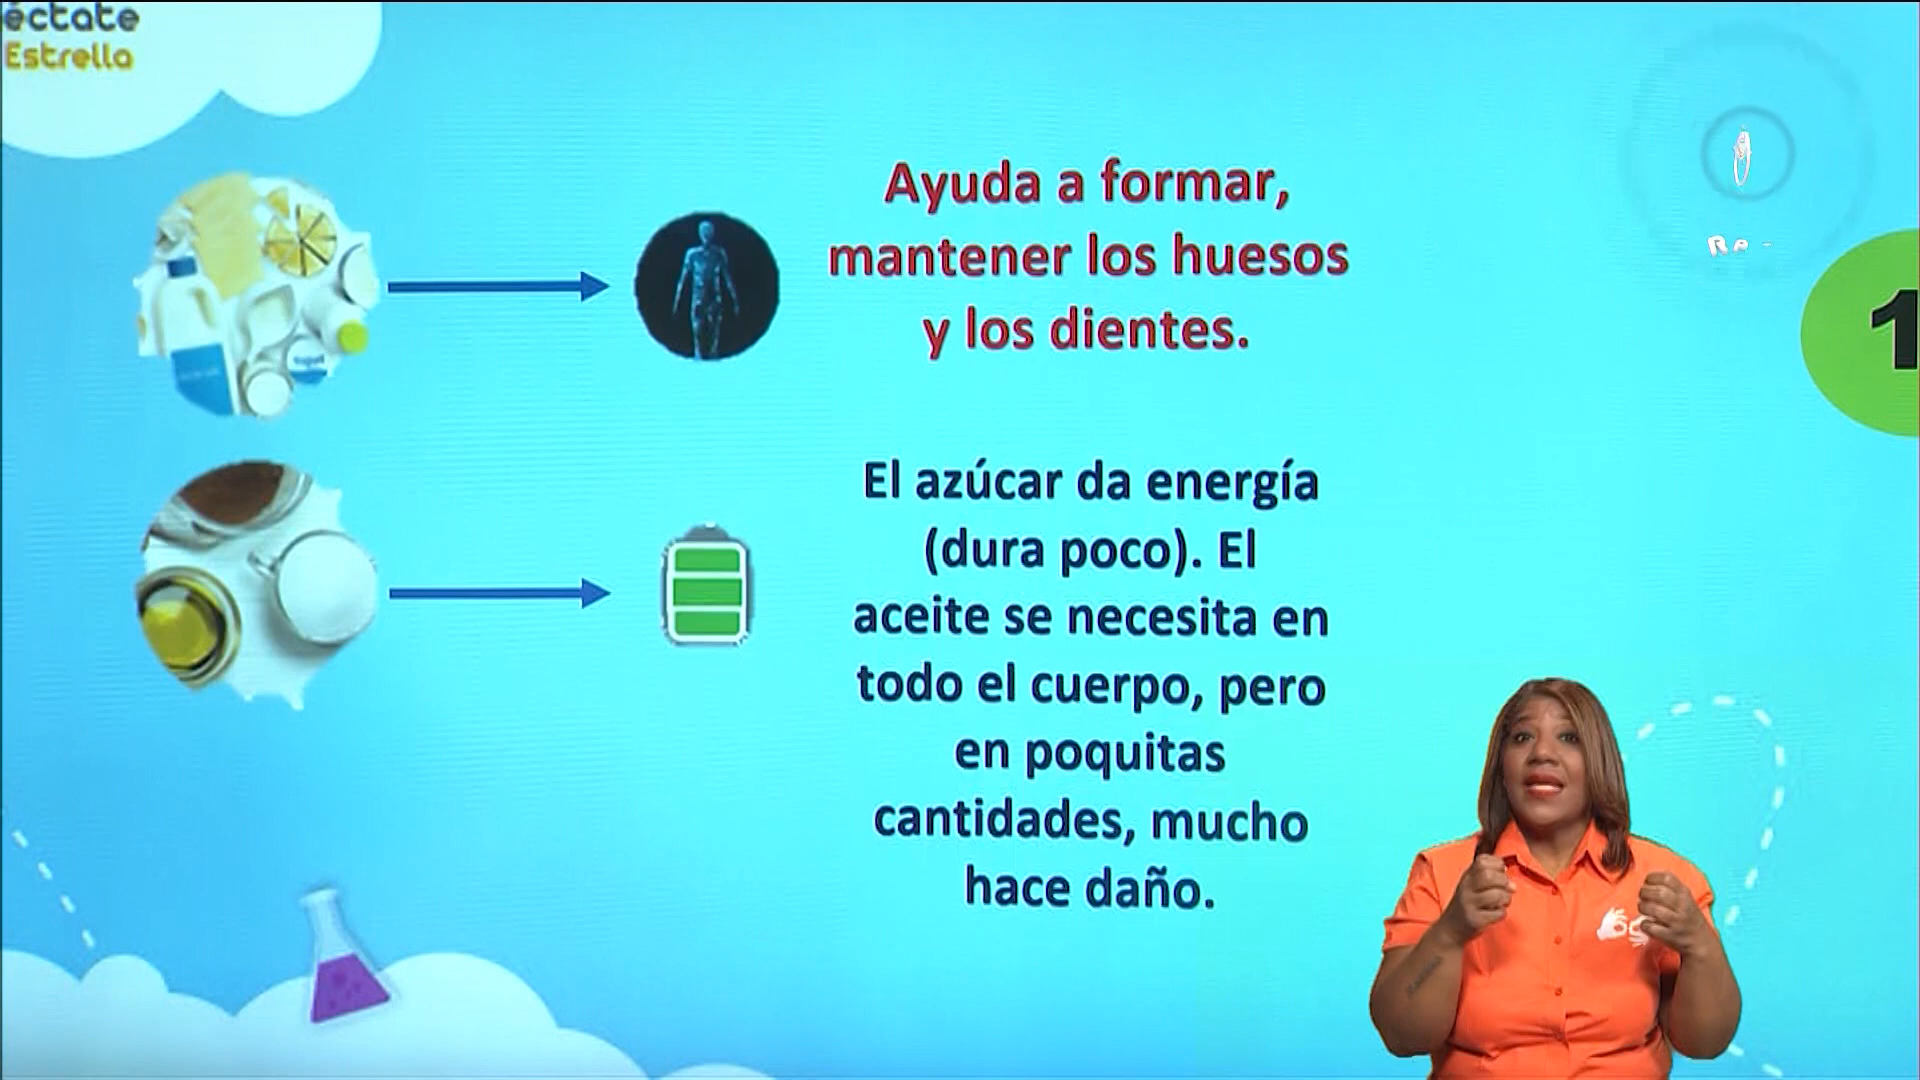 éctate
Estrella
Ayuda a formar,
mantener los huesos
y los dientes.
1
El azúcar da energía
(dura poco). El
aceite se necesita en
todo el cuerpo, pero
en poquitas
cantidades, mucho
hace daño.